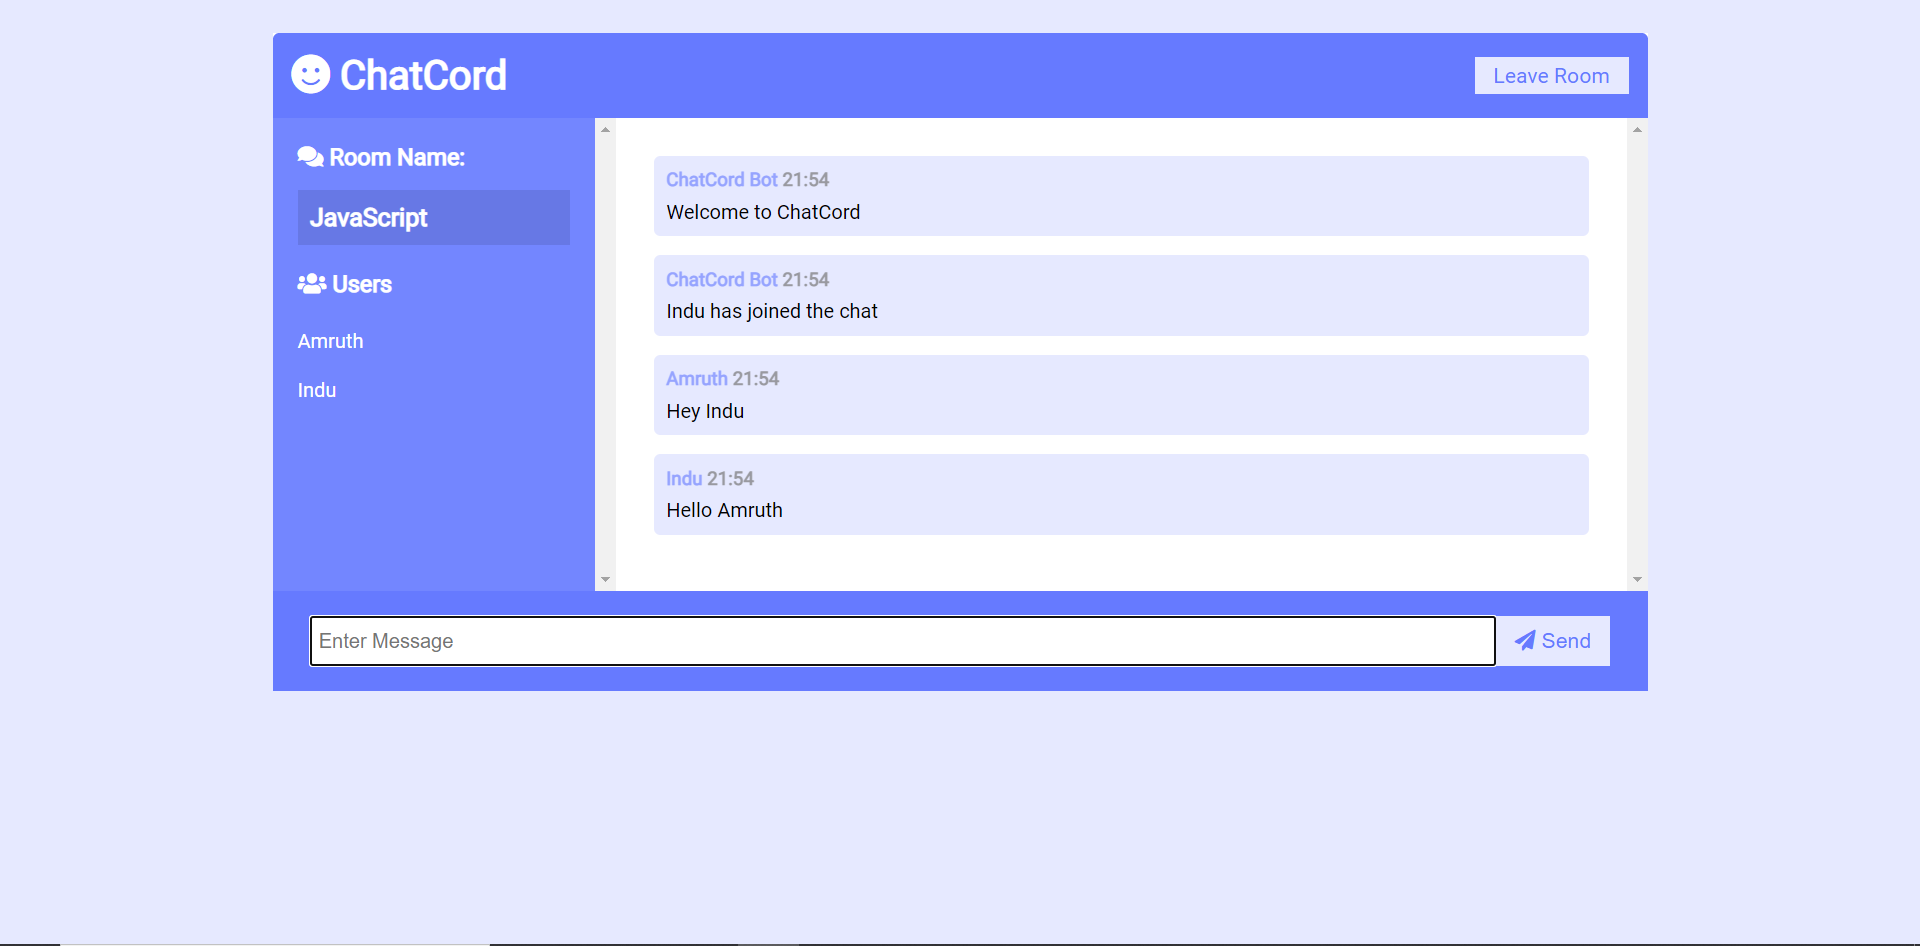 ChatCord
Leave Room
Room Name:
JavaScript
Users
Amruth
Indu
ChatCord Bot 21:54
Welcome to ChatCord
ChatCord Bot 21:54
Indu has joined the chat
Amruth 21:54
Hey Indu
Indu 21:54
Hello Amruth
Enter Message
Send